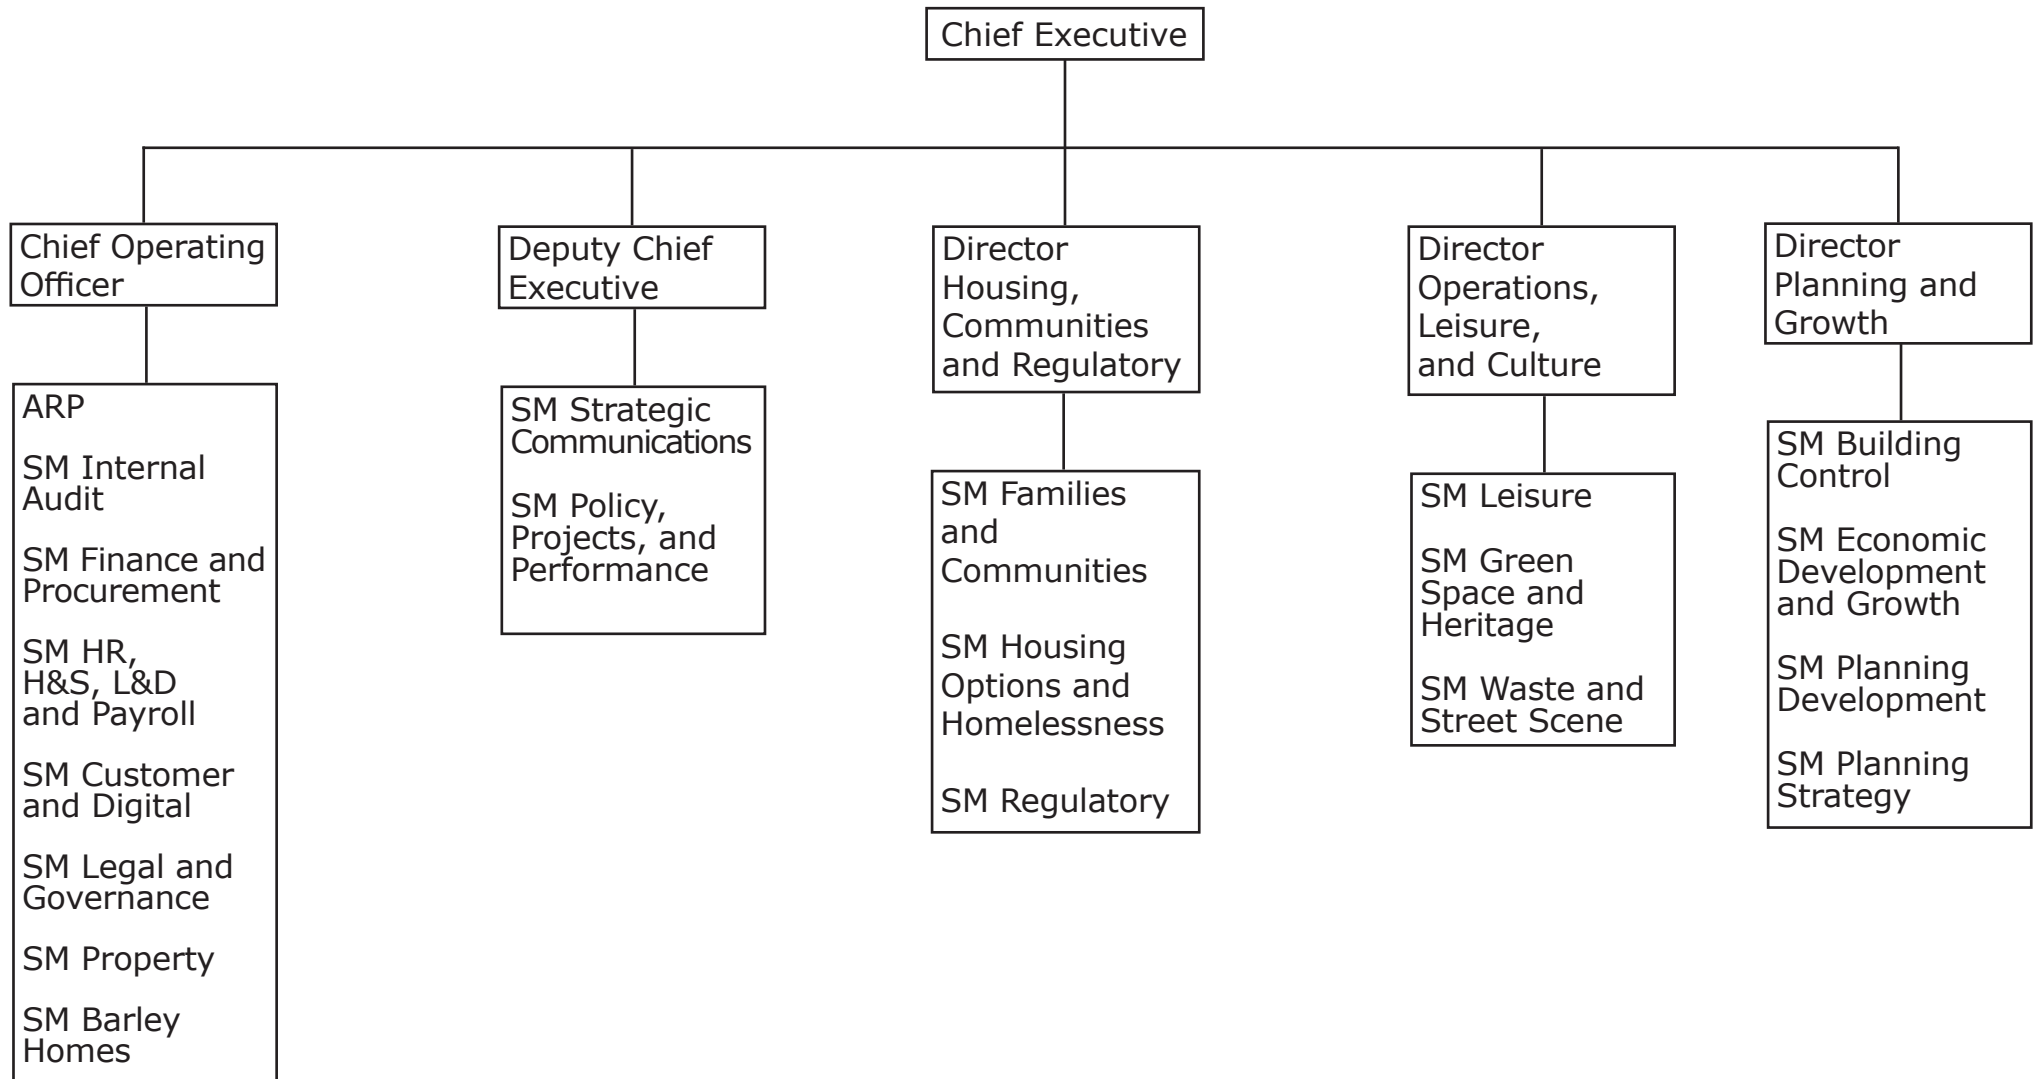 Chief Executive
Chief Operating
Officer
ARP
SM Internal
Audit
SM Finance and
Procurement
SM HR,
H&S, L&D
and Payroll
SM Customer
and Digital
SM Legal and
Governance
SM Property
SM Barley
Homes
Deputy Chief
Executive
SM Strategic
Communications
SM Policy,
Projects, and
Performance
Director
Housing,
Communities
and Regulatory
SM Families
and
Communities
SM Housing
Options and
Homelessness
SM Regulatory
Director
Operations,
Leisure,
and Culture
SM Leisure
SM Green
Space and
Heritage
SM Waste and
Street Scene
Director
Planning and
Growth
SM Building
Control
SM Economic
Development
and Growth
SM Planning
Development
SM Planning
Strategy